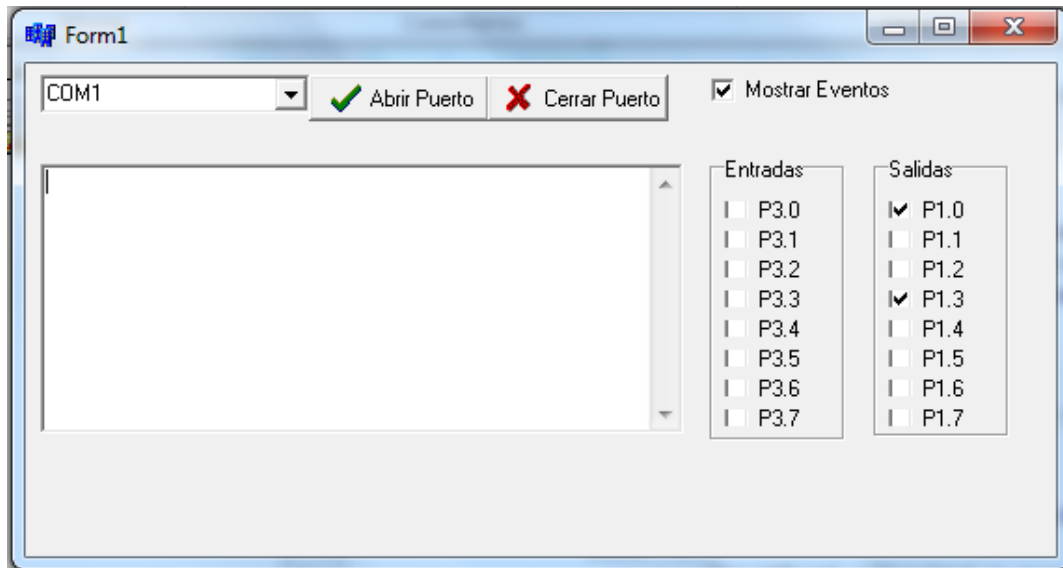 Form1
COM1
Abrir Puerto
Cerrar Puerto
Mostrar Eventos
Entradas
P3.0
P3.1
P3.2
P3.3
P3.4
P3.5
P3.6
P3.7
Salidas
P1.0
P1.1
P1.2
P1.3
P1.4
P1.5
P1.6
P1.7